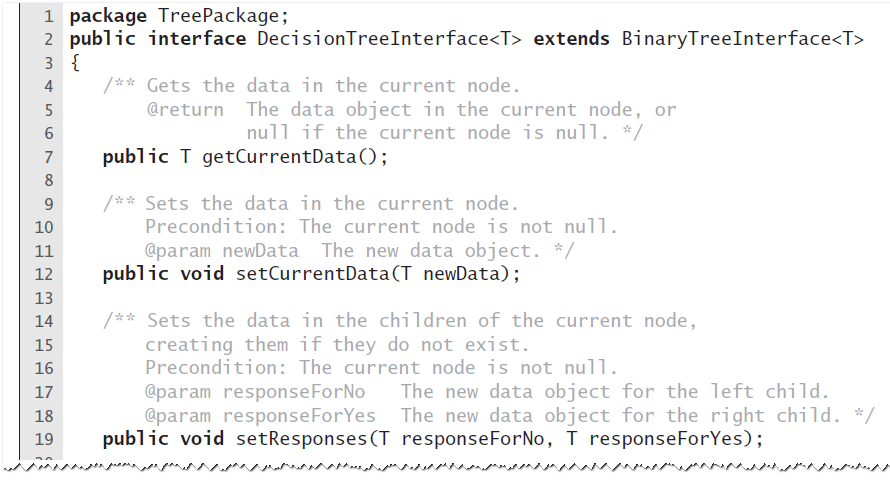 1 package TreePackage;
2 public interface DecisionTreeInterface<T> extends BinaryTreeInterface<T>
3 {
4 /** Gets the data in the current node.
5 @return The data object in the current node, or
6 null if the current node is null. */
7 public T getCurrentData();
8
9 /** Sets the data in the current node.
10 Precondition: The current node is not null.
11 @param newData The new data object. */
12 public void setCurrentData(T newData);
13
14 /** Sets the data in the children of the current node,
15 creating them if they do not exist.
16 Precondition: The current node is not null.
17 @param responseForNo The new data object for the left child.
18 @param responseForYes The new data object for the right child. */
19 public void setResponses(T responseForNo, T responseForYes);